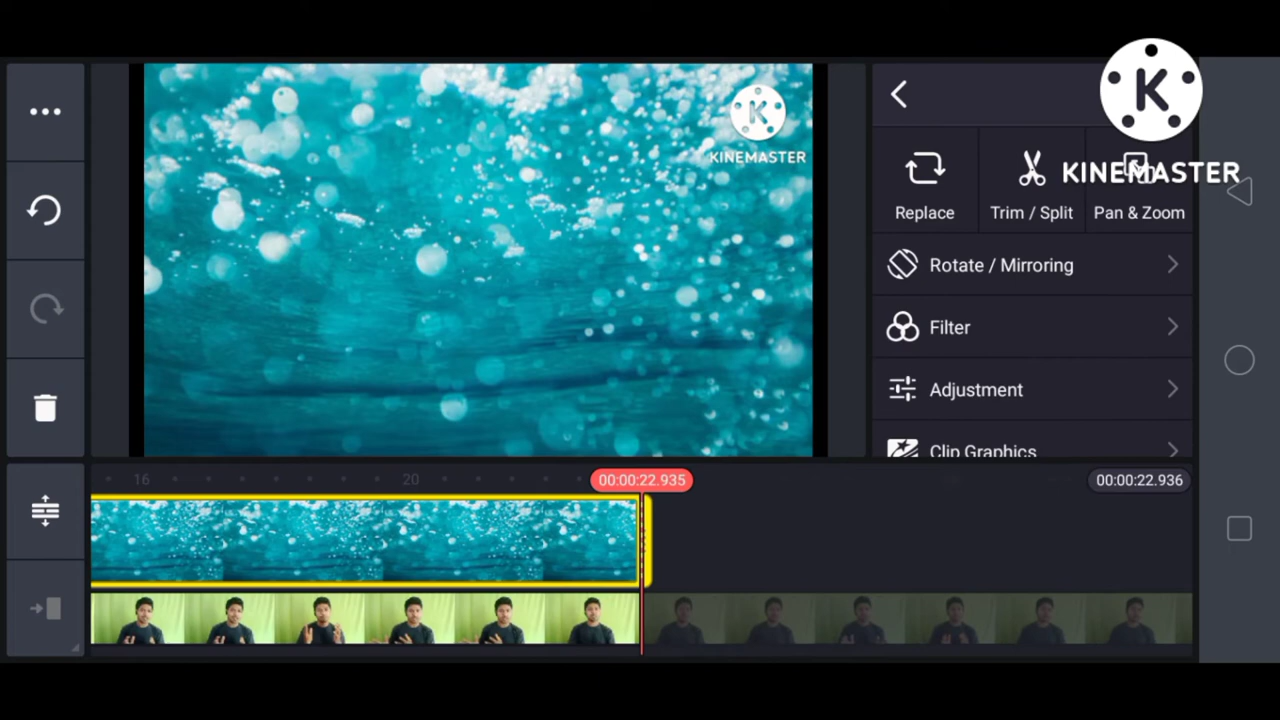 K
KINEMASTER
K
KINEMASTER
Replace
Trim / Split
Pan & Zoom
Rotate / Mirroring
Filter
Adjustment
Clip Graphics
16
20
00:00:22.935
00:00:22.936